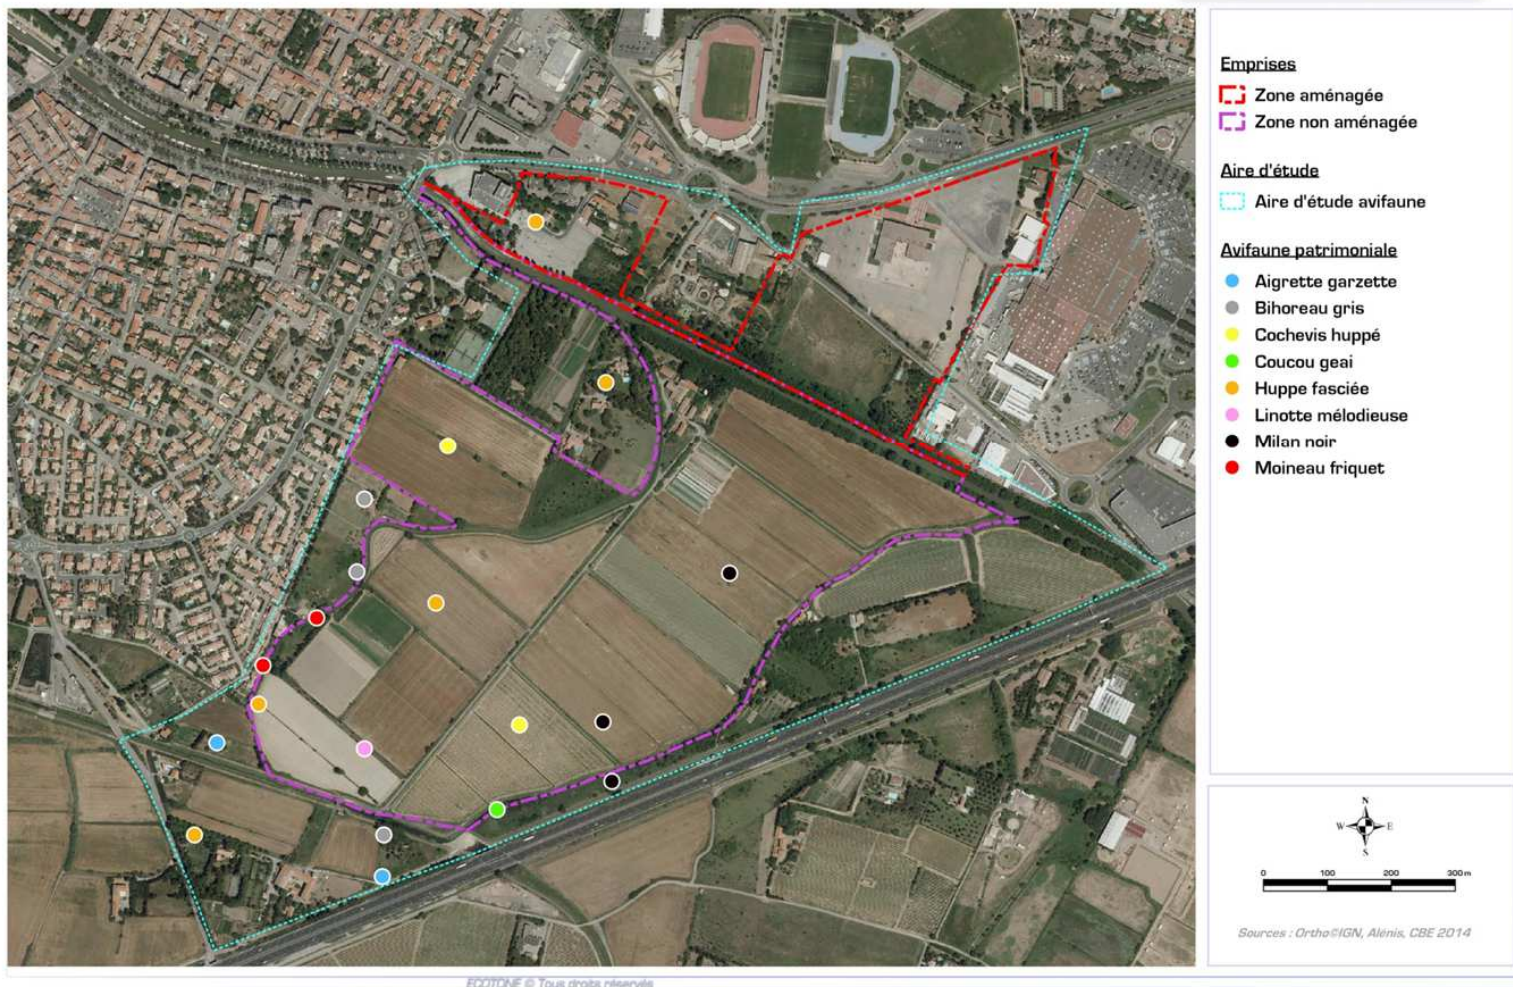 Emprises
Zone aménagée
Zone non aménagée
Aire d'étude
Aire d'étude avifaune
Avifaune patrimoniale
Aigrette garzette
Bihoreau gris
Cochevis huppé
Coucou geai
Huppe fasciée
Linotte mélodieuse
Milan noir
Moineau friquet
N
W E
S
0 100 200 300 m
Sources : Ortho©IGN, Alénis, CBE 2014
ECOTONE © Tous droits réservés